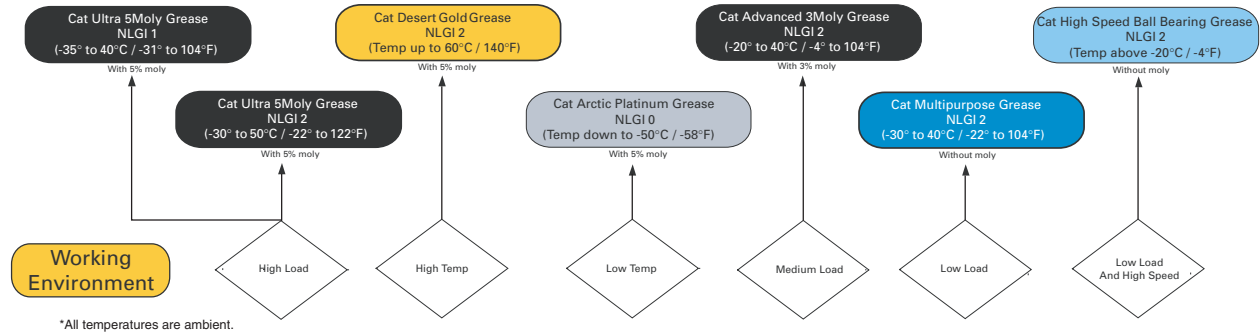 Cat Ultra 5Moly Grease
NLGI 1
(-35° to 40°C / -31° to 104°F)
With 5% moly
Cat Desert Gold Grease
NLGI 2
(Temp up to 60°C / 140°F)
With 5% moly
Cat Advanced 3Moly Grease
NLGI 2
(-20° to 40°C / -4° to 104°F)
With 3% moly
Cat High Speed Ball Bearing Grease
NLGI 2
(Temp above -20°C / -4°F)
Without moly
Cat Ultra 5Moly Grease
NLGI 2
(-30° to 50°C / -22° to 122°F)
With 5% moly
Cat Arctic Platinum Grease
NLGI 0
(Temp down to -50°C / -58°F)
With 5% moly
Cat Multipurpose Grease
NLGI 2
(-30° to 40°C / -22° to 104°F)
Without moly
Working
Environment
High Load
High Temp
Low Temp
Medium Load
Low Load
Low Load
And High Speed
*All temperatures are ambient.